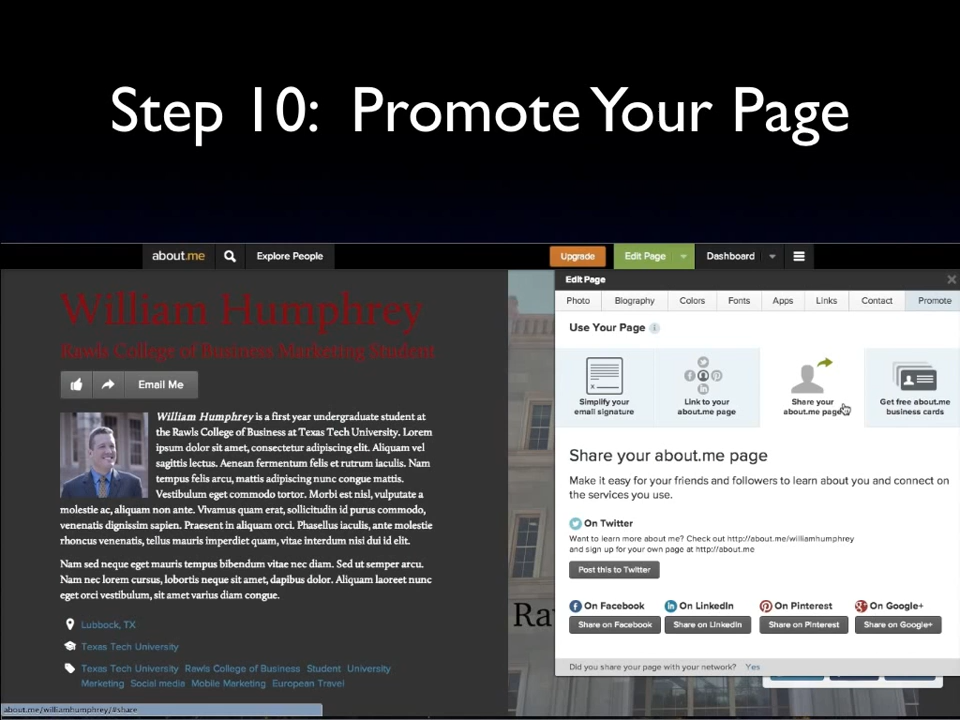 Step 10: Promote Your Page
about.me
Explore People
Upgrade
Edit Page
Dashboard
William Humphrey
Rawls College of Business Marketing Student
Email Me
William Humphrey is a first year undergraduate student at
the Rawls College of Business at Texas Tech University. Lorem
ipsum dolor sit amet, consectetur adipiscing elit. Aliquam vel
sagittis lectus. Aenean fermentum felis et rutrum iaculis. Nam
tempus felis arcu, mattis adipiscing nunc congue mattis.
Vestibulum eget commodo tortor. Morbi est nisl, vulputate a
molestie ac, aliquam non ante. Vivamus quam erat, sollicitudin id purus commodo,
venenatis dignissim sapien. Praesent in aliquam orci. Phasellus iaculis, ante molestie
rhoncus venenatis, tellus mauris imperdiet quam, vitae interdum nisi dui id elit.
Nam sed neque eget mauris tempus bibendum vitae nec diam. Sed ut semper arcu.
Nam nec lorem cursus, lobortis neque sit amet, dapibus dolor. Aliquam laoreet nunc
eget orci vestibulum, sit amet varius diam congue.
Lubbock, TX
Texas Tech University
Texas Tech University Rawls College of Business Student University
Marketing Social media Mobile Marketing European Travel
about.me/williamhumphrey/#share
Edit Page
Photo Biography Colors Fonts Apps Links Contact Promote
Use Your Page
Simplify your
email signature
Link to your
about.me page
Share your
about.me page
Get free about.me
business cards
Share your about.me page
Make it easy for your friends and followers to learn about you and connect on
the services you use.
On Twitter
Want to learn more about me? Check out http://about.me/williamhumphrey
and sign up for your own page at http://about.me
Post this to Twitter
On Facebook On LinkedIn On Pinterest On Google+
Share on Facebook Share on LinkedIn Share on Pinterest Share on Google+
Did you share your page with your network? Yes